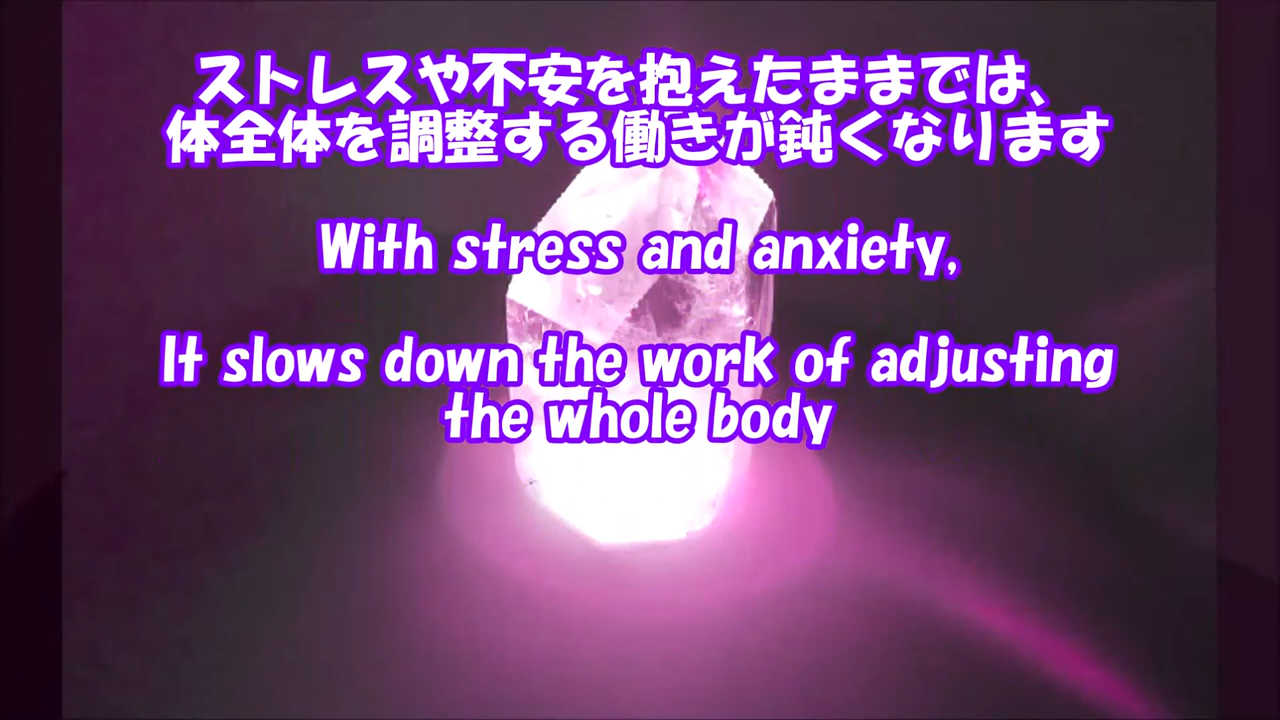 ストレスや不安を抱えたままでは、
体全体を調整する働きが鈍くなります
With stress and anxiety,
It slows down the work of adjusting
the whole body